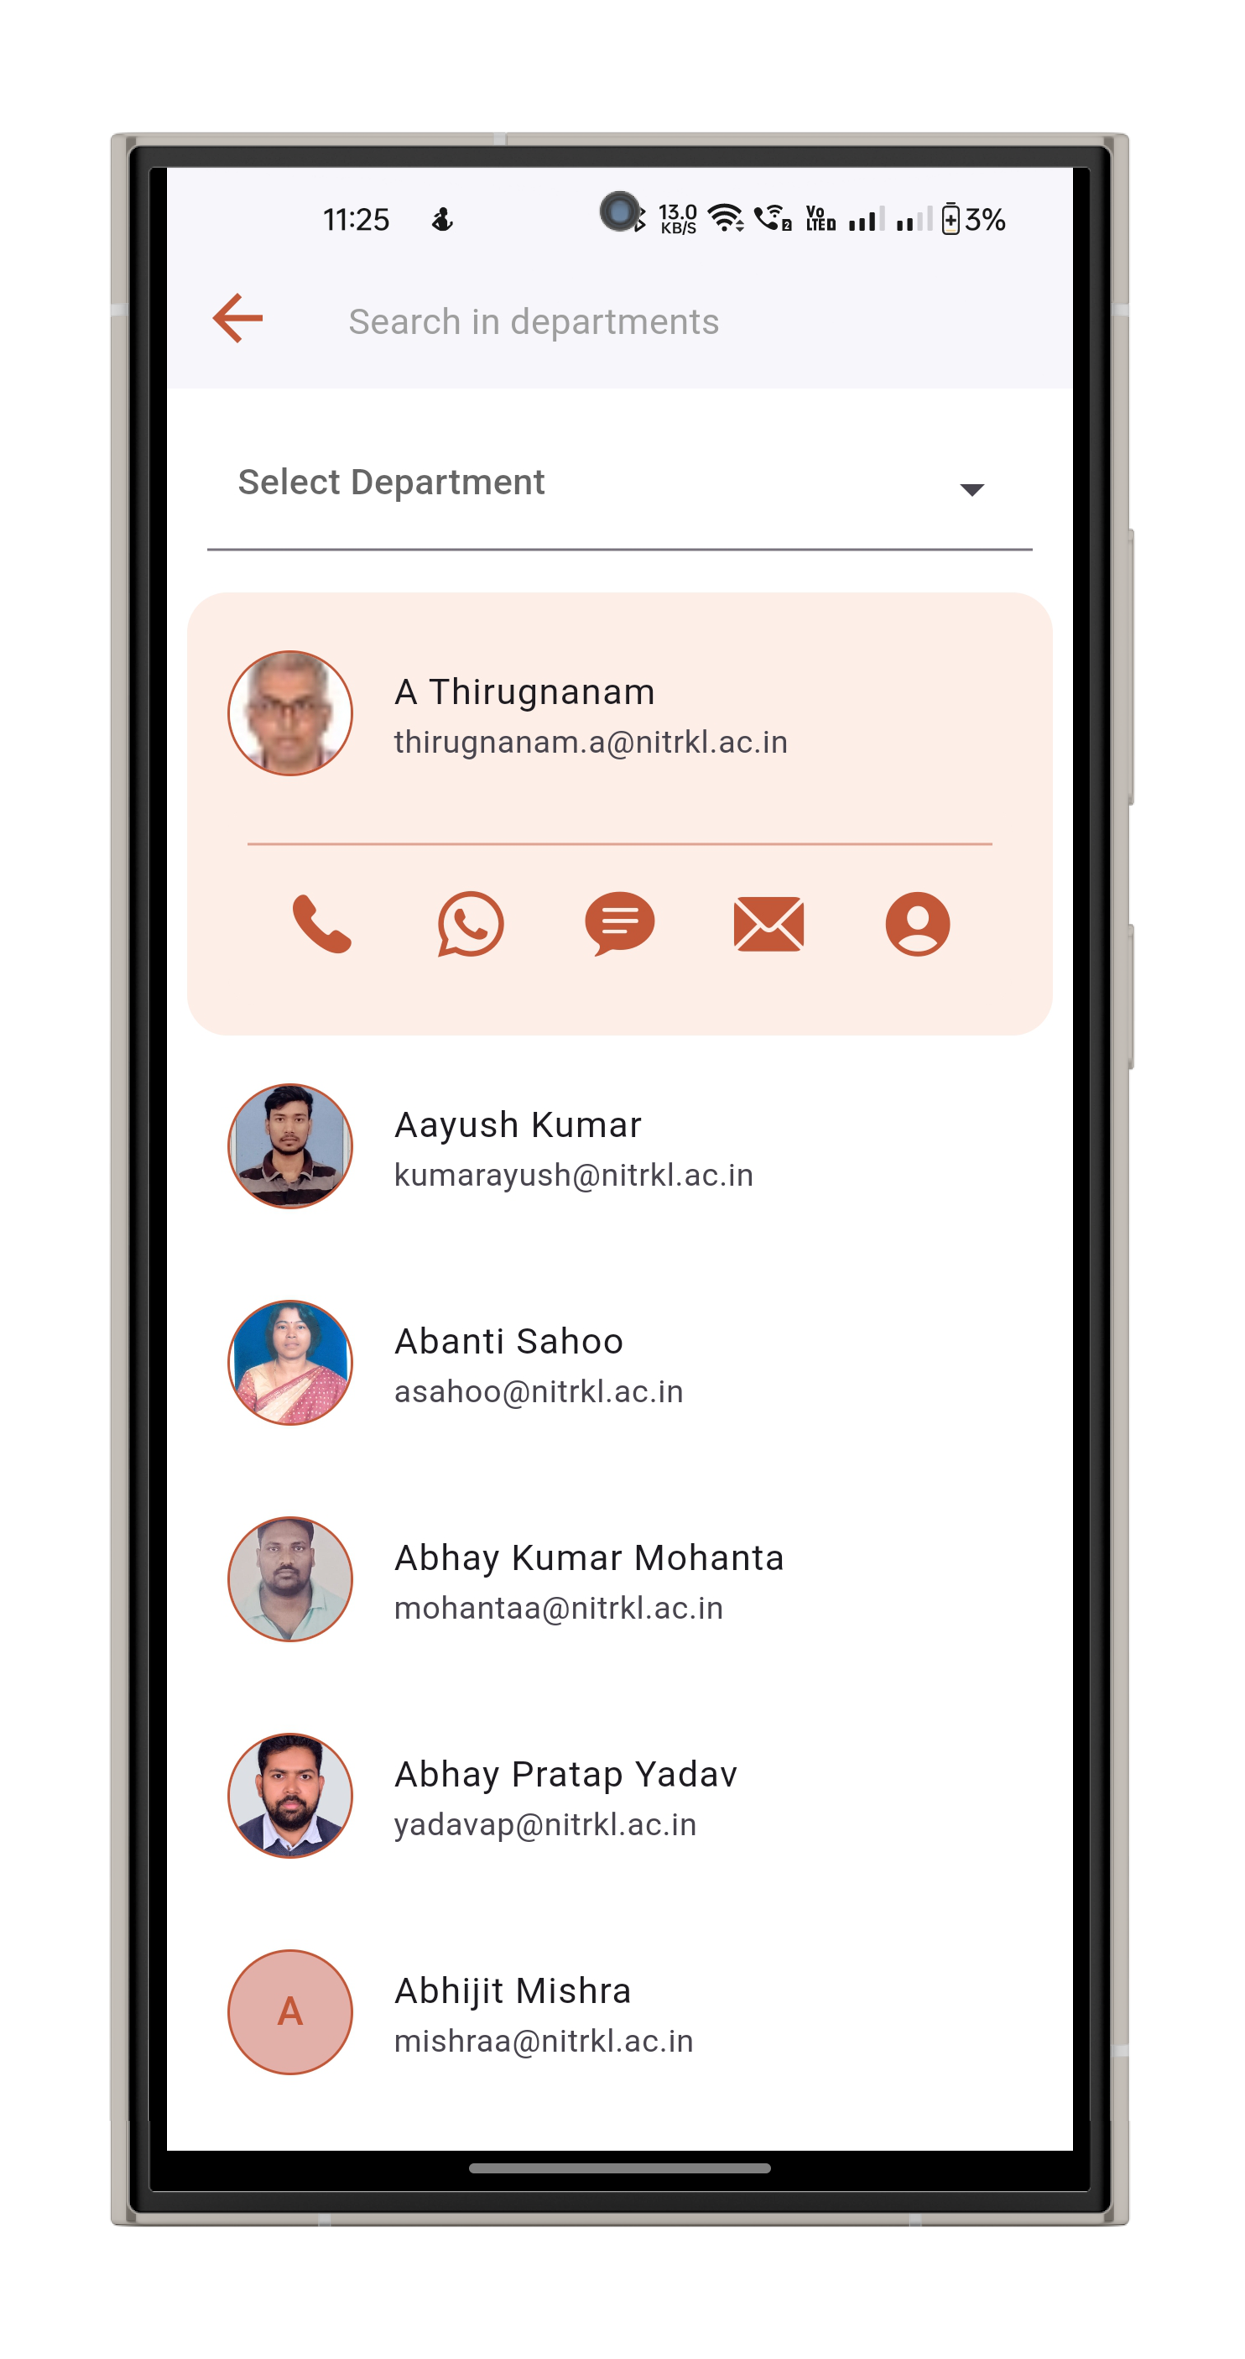 11:25 13.0 KB/S Vo LTE 3%
Search in departments
Select Department
A Thirugnanam
thirugnanam.a@nitrkl.ac.in
Aayush Kumar
kumarayush@nitrkl.ac.in
Abanti Sahoo
asahoo@nitrkl.ac.in
Abhay Kumar Mohanta
mohantaa@nitrkl.ac.in
Abhay Pratap Yadav
yadavap@nitrkl.ac.in
A
Abhijit Mishra
mishraa@nitrkl.ac.in